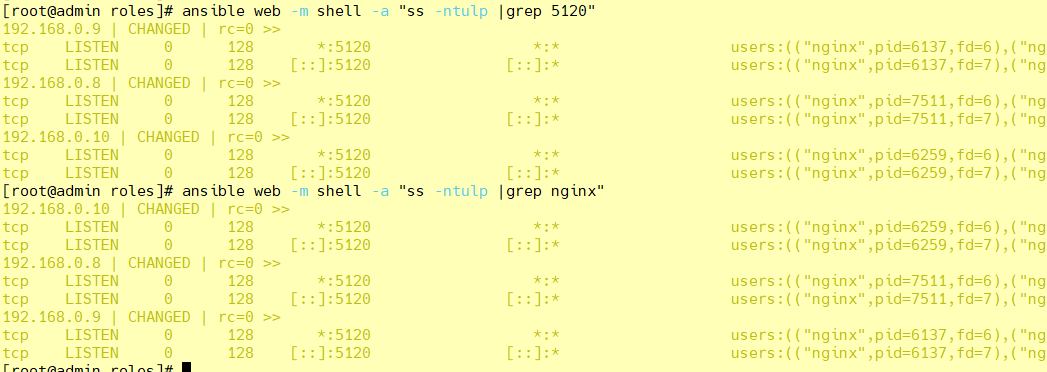 [root@admin roles]# ansible web -m shell -a "ss -ntulp |grep 5120"
192.168.0.9 | CHANGED | rc=0 >>
tcp    LISTEN     0      128       *:5120                  *:*                   users:(("nginx",pid=6137,fd=6),("ng
tcp    LISTEN     0      128    [::]:5120               [::]:*                   users:(("nginx",pid=6137,fd=7),("ng
192.168.0.8 | CHANGED | rc=0 >>
tcp    LISTEN     0      128       *:5120                  *:*                   users:(("nginx",pid=7511,fd=6),("ng
tcp    LISTEN     0      128    [::]:5120               [::]:*                   users:(("nginx",pid=7511,fd=7),("ng
192.168.0.10 | CHANGED | rc=0 >>
tcp    LISTEN     0      128       *:5120                  *:*                   users:(("nginx",pid=6259,fd=6),("ng
tcp    LISTEN     0      128    [::]:5120               [::]:*                   users:(("nginx",pid=6259,fd=7),("ng
[root@admin roles]# ansible web -m shell -a "ss -ntulp |grep nginx"
192.168.0.10 | CHANGED | rc=0 >>
tcp    LISTEN     0      128       *:5120                  *:*                   users:(("nginx",pid=6259,fd=6),("ng
tcp    LISTEN     0      128    [::]:5120               [::]:*                   users:(("nginx",pid=6259,fd=7),("ng
192.168.0.8 | CHANGED | rc=0 >>
tcp    LISTEN     0      128       *:5120                  *:*                   users:(("nginx",pid=7511,fd=6),("ng
tcp    LISTEN     0      128    [::]:5120               [::]:*                   users:(("nginx",pid=7511,fd=7),("ng
192.168.0.9 | CHANGED | rc=0 >>
tcp    LISTEN     0      128       *:5120                  *:*                   users:(("nginx",pid=6137,fd=6),("ng
tcp    LISTEN     0      128    [::]:5120               [::]:*                   users:(("nginx",pid=6137,fd=7),("ng
[root@admin roles]#